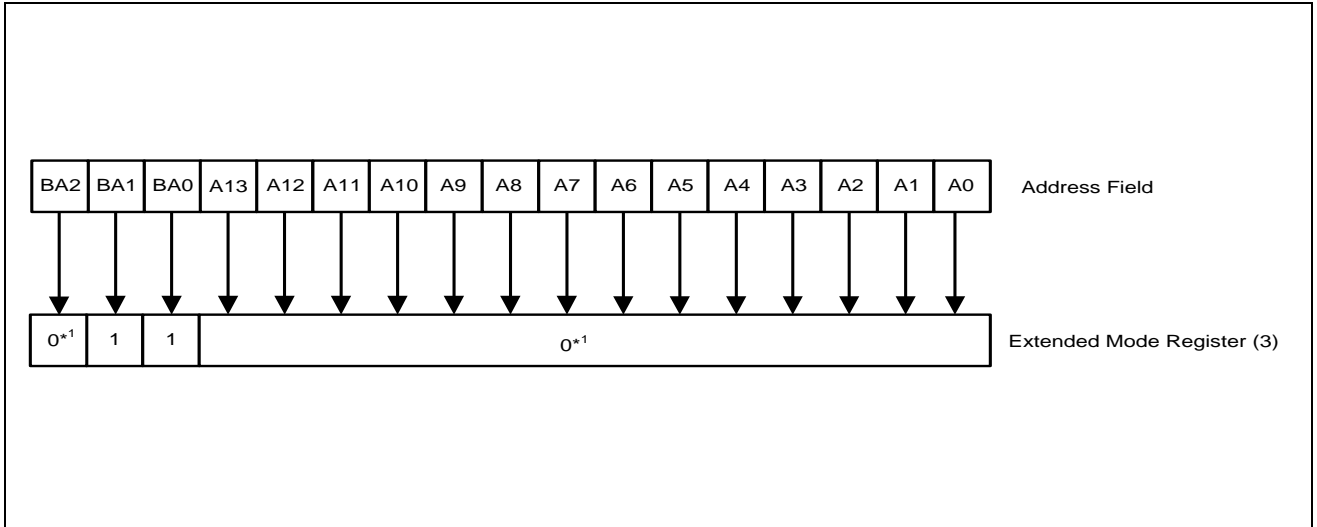 BA2 BA1 BA0 A13 A12 A11 A10 A9 A8 A7 A6 A5 A4 A3 A2 A1 A0 Address Field
0*1 1 1 0*1 Extended Mode Register (3)